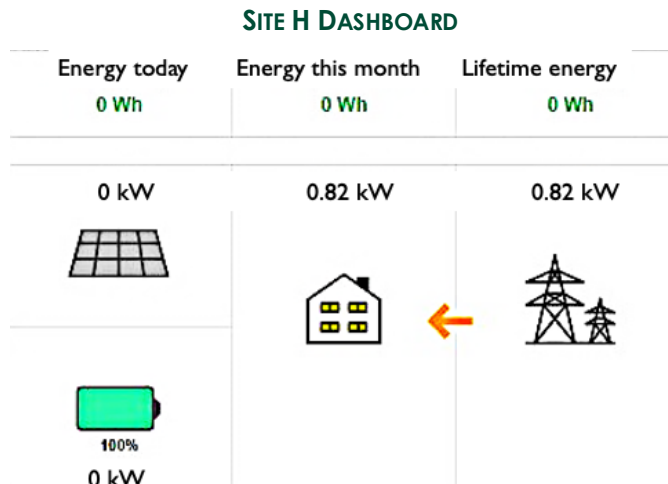 SITE H DASHBOARD
Energy today Energy this month Lifetime energy
0 Wh 0 Wh 0 Wh
0 kW 0.82 kW 0.82 kW
100%
0 kW